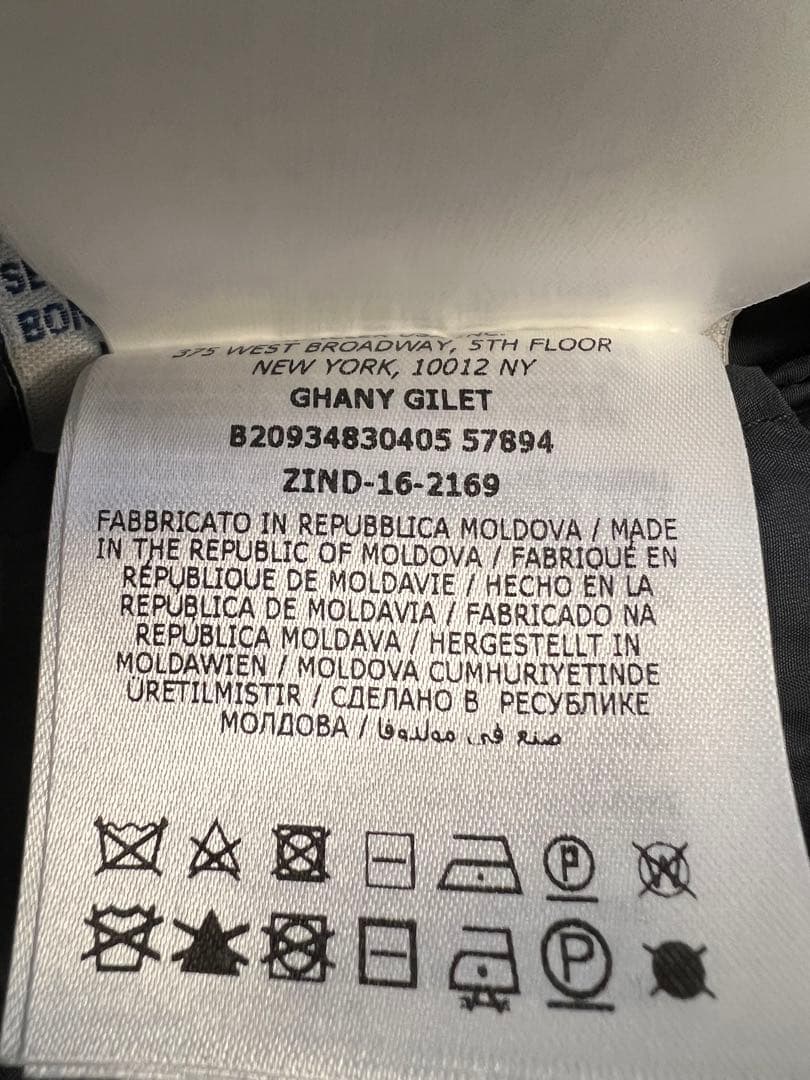 BOR
375 WEST BROADWAY, 5TH FLOOR
NEW YORK, 10012 NY
GHANY GILET
B20934830405 57894
ZIND-16-2169
FABBRICATO IN REPUBBLICA MOLDOVA / MADE
IN THE REPUBLIC OF MOLDOVA / FABRIQUÉ EN
RÉPUBLIQUE DE MOLDAVIE / HECHO EN LA
REPÚBLICA DE MOLDAVIA / FABRICADO NA
REPÚBLICA MOLDAVA / HERGESTELLT IN
MOLDAWIEN / MOLDOVA CUMHURIYETINDE
ÜRETILMISTIR / СДЕЛАНО В РЕСУБЛИКЕ
МОЛДОВА / صنع في مولدوفا
P W
P